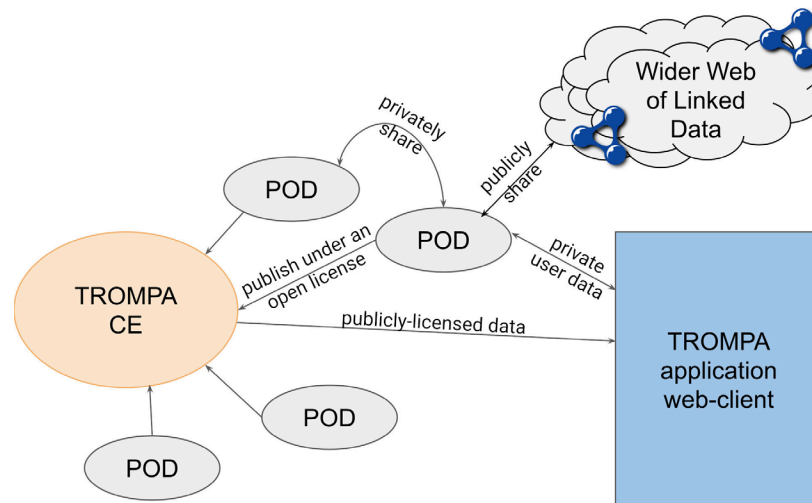 Wider Web
of Linked
Data
privately
share
publicly
share
POD
POD
publish under an
open license
private
user data
TROMPA
CE
publicly-licensed data
TROMPA
application
web-client
POD
POD